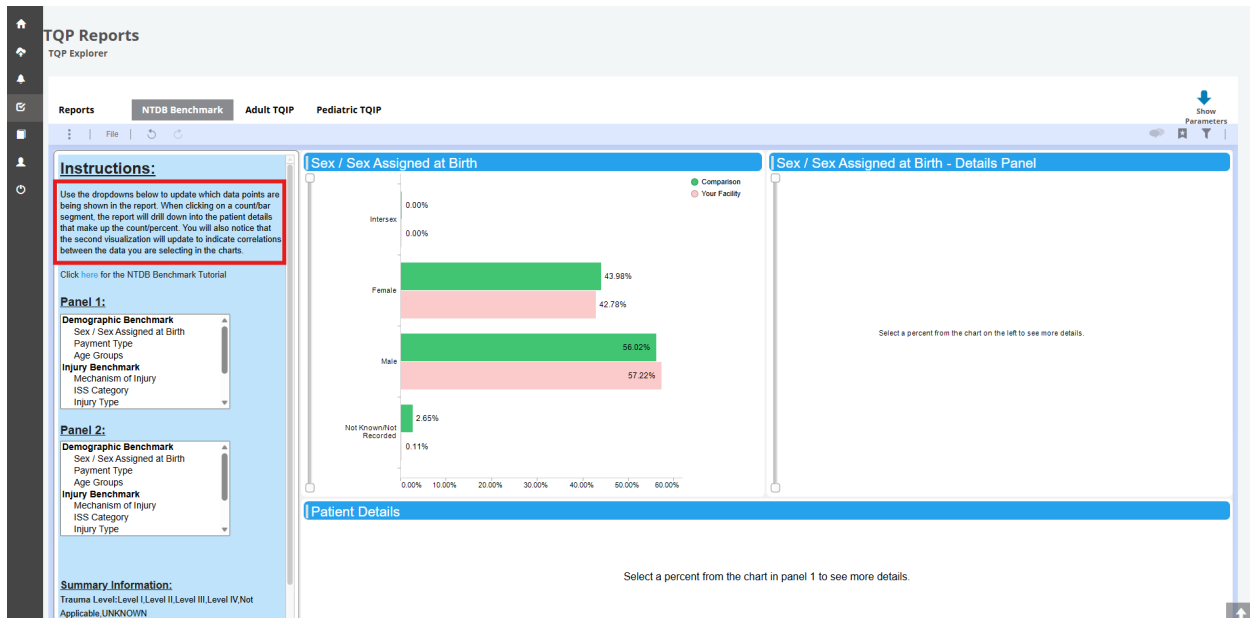 TQP Reports
TQP Explorer
Reports
NTDB Benchmark
Adult TQIP
Pediatric TQIP
Show
Parameters
File
Instructions:
Use the dropdowns below to update which data points are
being shown in the report. When clicking on a count/bar
segment, the report will drill down into the patient details
that make up the count/percent. You will also notice that
the second visualization will update to indicate correlations
between the data you are selecting in the charts.
Click here for the NTDB Benchmark Tutorial
Panel 1:
Demographic Benchmark
Sex / Sex Assigned at Birth
Payment Type
Age Groups
Injury Benchmark
Mechanism of Injury
ISS Category
Injury Type
Panel 2:
Demographic Benchmark
Sex / Sex Assigned at Birth
Payment Type
Age Groups
Injury Benchmark
Mechanism of Injury
ISS Category
Injury Type
Summary Information:
Trauma Level:Level I,Level II,Level III,Level IV,Not
Applicable,UNKNOWN
Sex / Sex Assigned at Birth
Comparison
Your Facility
Intersex
0.00%
0.00%
Female
43.98%
42.78%
Male
56.02%
57.22%
Not Known/Not
Recorded
2.65%
0.11%
0.00% 10.00% 20.00% 30.00% 40.00% 50.00% 60.00%
Sex / Sex Assigned at Birth - Details Panel
Select a percent from the chart on the left to see more details.
Patient Details
Select a percent from the chart in panel 1 to see more details.